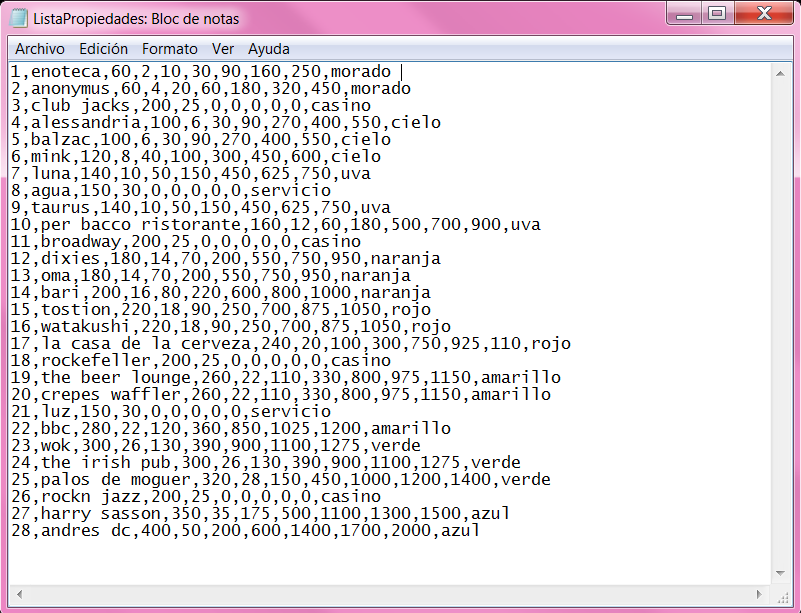 ListaPropiedades: Bloc de notas
Archivo Edición Formato Ver Ayuda
1,enoteca,60,2,10,30,90,160,250,morado
2,anonymus,60,4,20,60,180,320,450,morado
3,club jacks,200,25,0,0,0,0,0,casino
4,alessandria,100,6,30,90,270,400,550,cielo
5,balzac,100,6,30,90,270,400,550,cielo
6,mink,120,8,40,100,300,450,600,cielo
7,luna,140,10,50,150,450,625,750,uva
8,agua,150,30,0,0,0,0,0,servicio
9,taurus,140,10,50,150,450,625,750,uva
10,per bacco ristorante,160,12,60,180,500,700,900,uva
11,broadway,200,25,0,0,0,0,0,casino
12,dixies,180,14,70,200,550,750,950,naranja
13,oma,180,14,70,200,550,750,950,naranja
14,bari,200,16,80,220,600,800,1000,naranja
15,tostion,220,18,90,250,700,875,1050,rojo
16,watakushi,220,18,90,250,700,875,1050,rojo
17,la casa de la cerveza,240,20,100,300,750,925,110,rojo
18,rockefeller,200,25,0,0,0,0,0,casino
19,the beer lounge,260,22,110,330,800,975,1150,amarillo
20,crepes waffler,260,22,110,330,800,975,1150,amarillo
21,luz,150,30,0,0,0,0,0,servicio
22,bbc,280,22,120,360,850,1025,1200,amarillo
23,wok,300,26,130,390,900,1100,1275,verde
24,the irish pub,300,26,130,390,900,1100,1275,verde
25,palos de moguer,320,28,150,450,1000,1200,1400,verde
26,rockn jazz,200,25,0,0,0,0,0,casino
27,harry sasson,350,35,175,500,1100,1300,1500,azul
28,andres dc,400,50,200,600,1400,1700,2000,azul